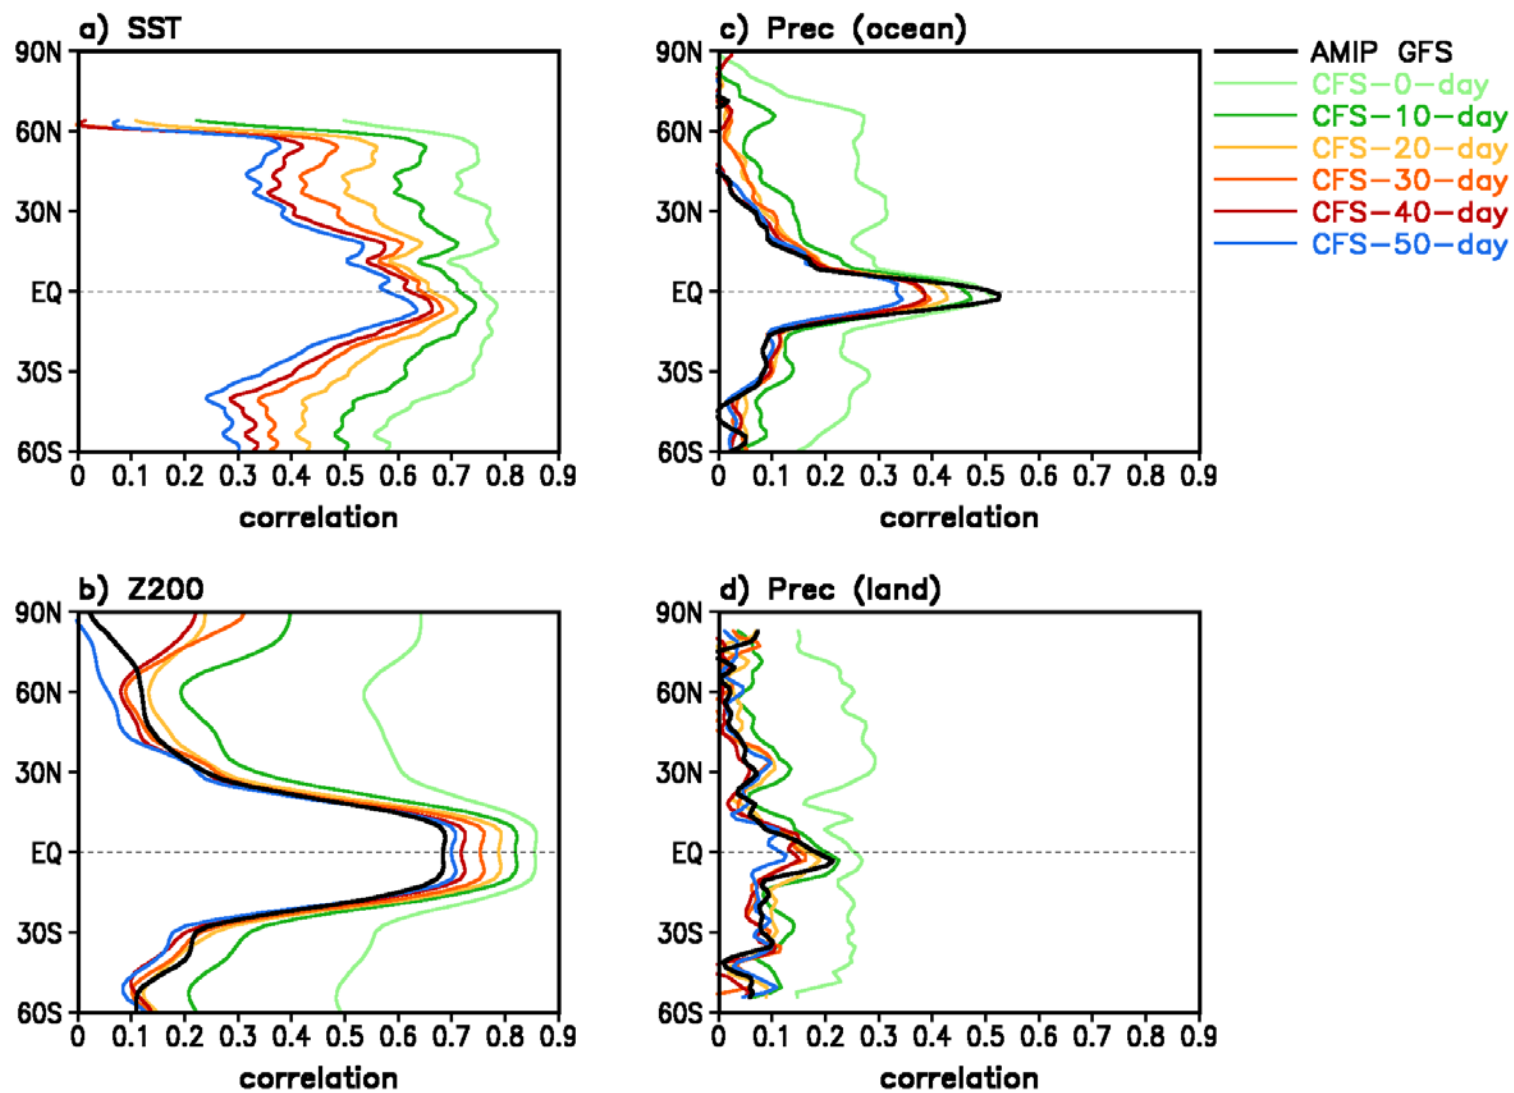 a) SST
90N
60N
30N
EQ
30S
60S
0 0.1 0.2 0.3 0.4 0.5 0.6 0.7 0.8 0.9
correlation
c) Prec (ocean)
90N
60N
30N
EQ
30S
60S
0 0.1 0.2 0.3 0.4 0.5 0.6 0.7 0.8 0.9
correlation
AMIP GFS
CFS-0-day
CFS-10-day
CFS-20-day
CFS-30-day
CFS-40-day
CFS-50-day
b) Z200
90N
60N
30N
EQ
30S
60S
0 0.1 0.2 0.3 0.4 0.5 0.6 0.7 0.8 0.9
correlation
d) Prec (land)
90N
60N
30N
EQ
30S
60S
0 0.1 0.2 0.3 0.4 0.5 0.6 0.7 0.8 0.9
correlation